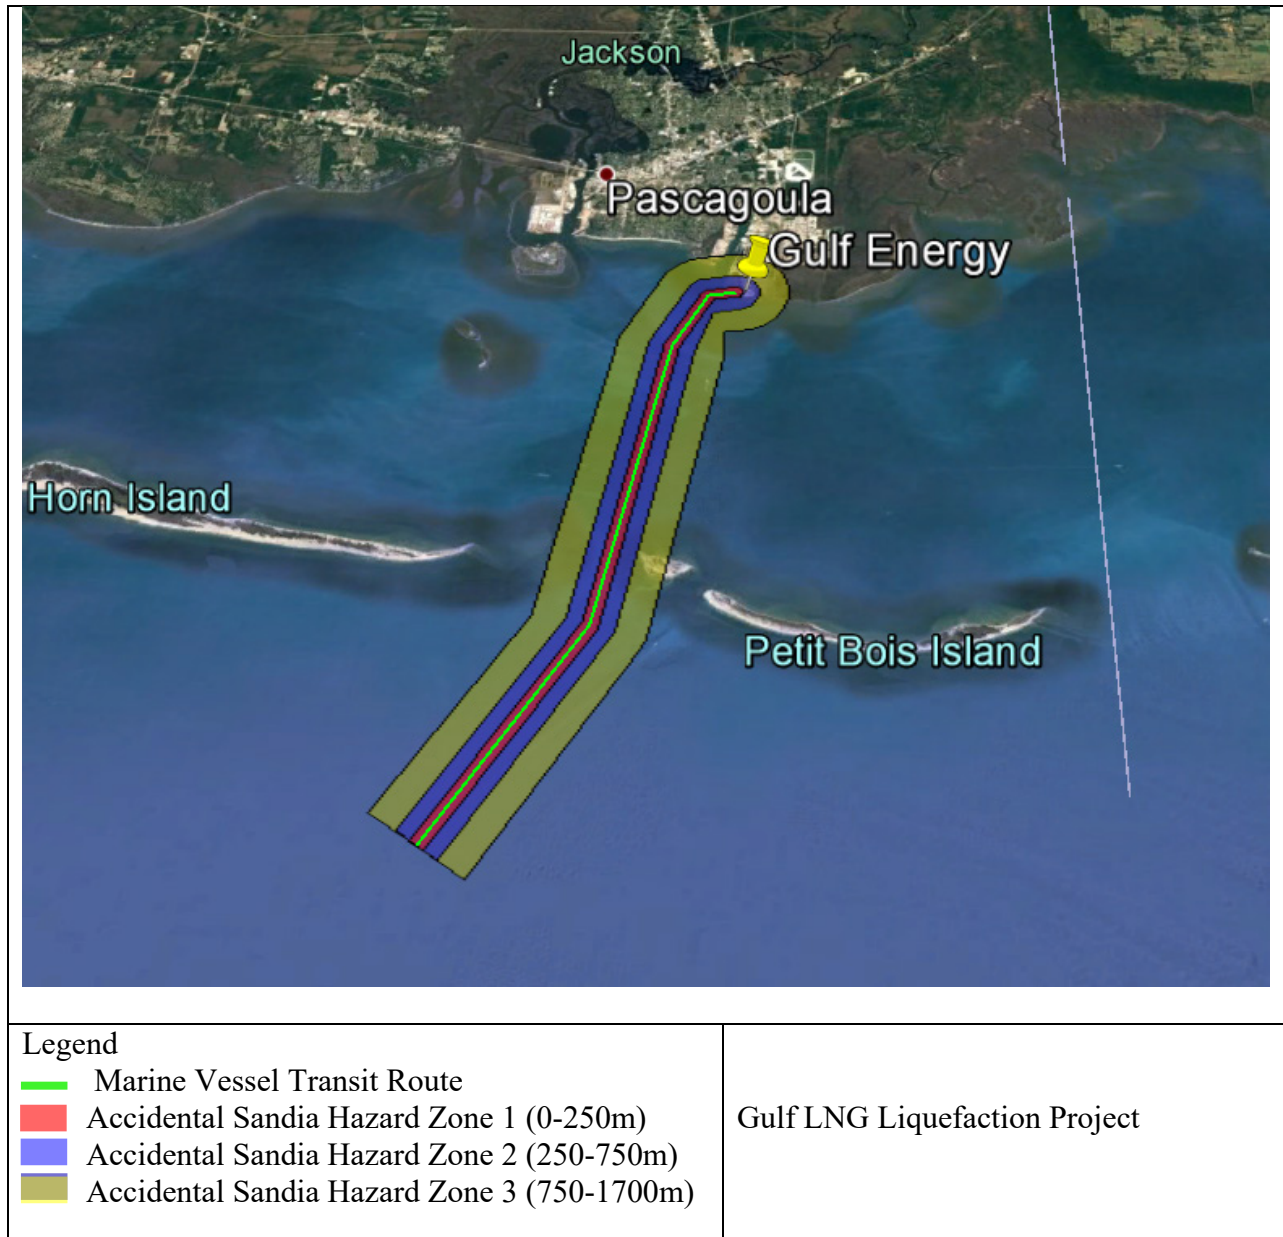 Jackson
Pascagoula
Gulf Energy
Horn Island
Petit Bois Island
Legend
Marine Vessel Transit Route
Accidental Sandia Hazard Zone 1 (0-250m)
Accidental Sandia Hazard Zone 2 (250-750m)
Accidental Sandia Hazard Zone 3 (750-1700m)
Gulf LNG Liquefaction Project